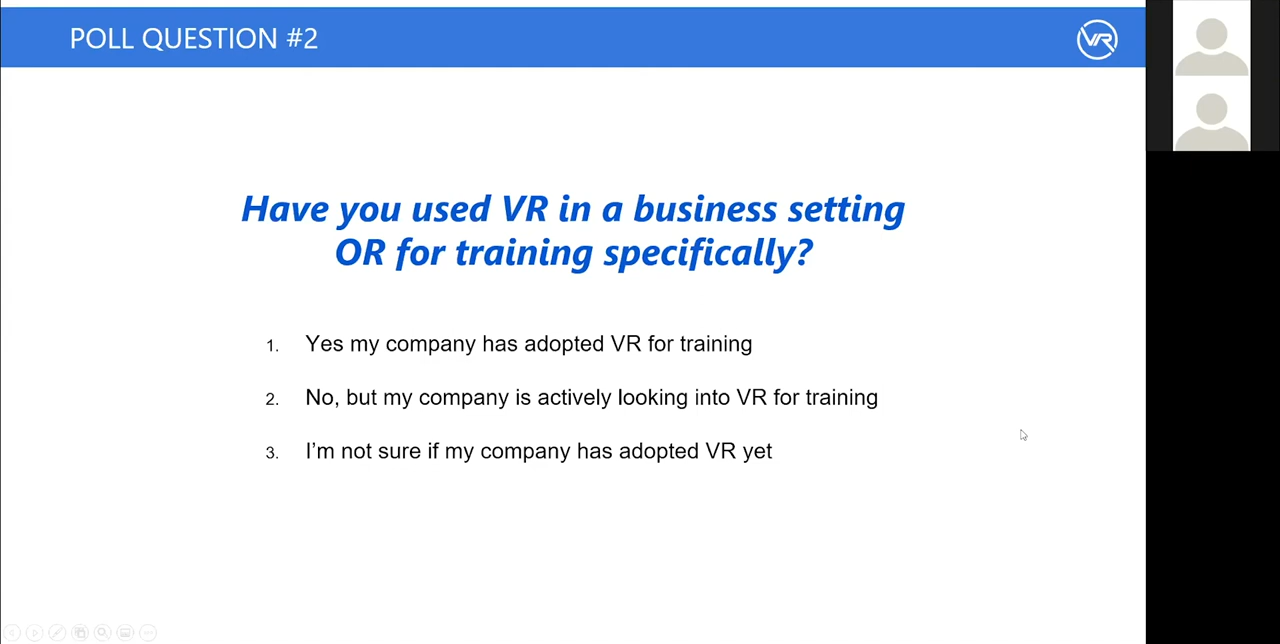 POLL QUESTION #2
VR
Have you used VR in a business setting
OR for training specifically?
1. Yes my company has adopted VR for training
2. No, but my company is actively looking into VR for training
3. I’m not sure if my company has adopted VR yet